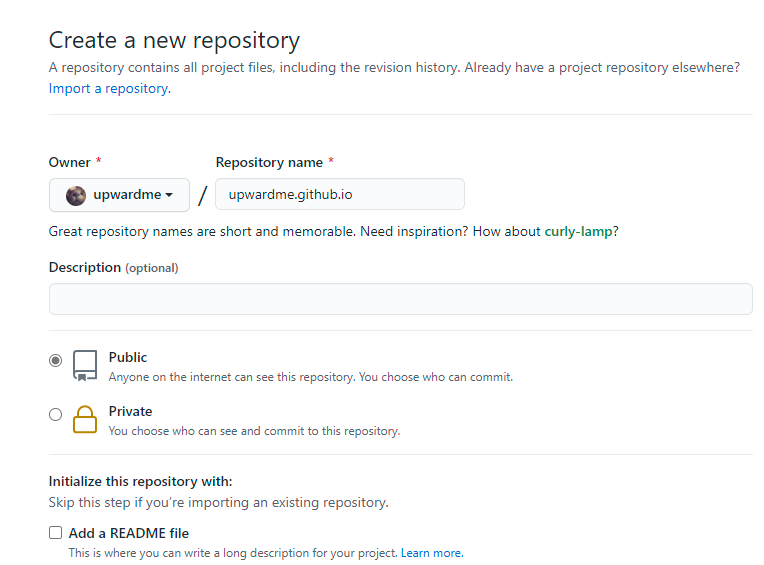 Create a new repository
A repository contains all project files, including the revision history. Already have a project repository elsewhere?
Import a repository.
Owner *
Repository name *
upwardme
/
upwardme.github.io
Great repository names are short and memorable. Need inspiration? How about curly-lamp?
Description (optional)
Public
Anyone on the internet can see this repository. You choose who can commit.
Private
You choose who can see and commit to this repository.
Initialize this repository with:
Skip this step if you're importing an existing repository.
Add a README file
This is where you can write a long description for your project. Learn more.